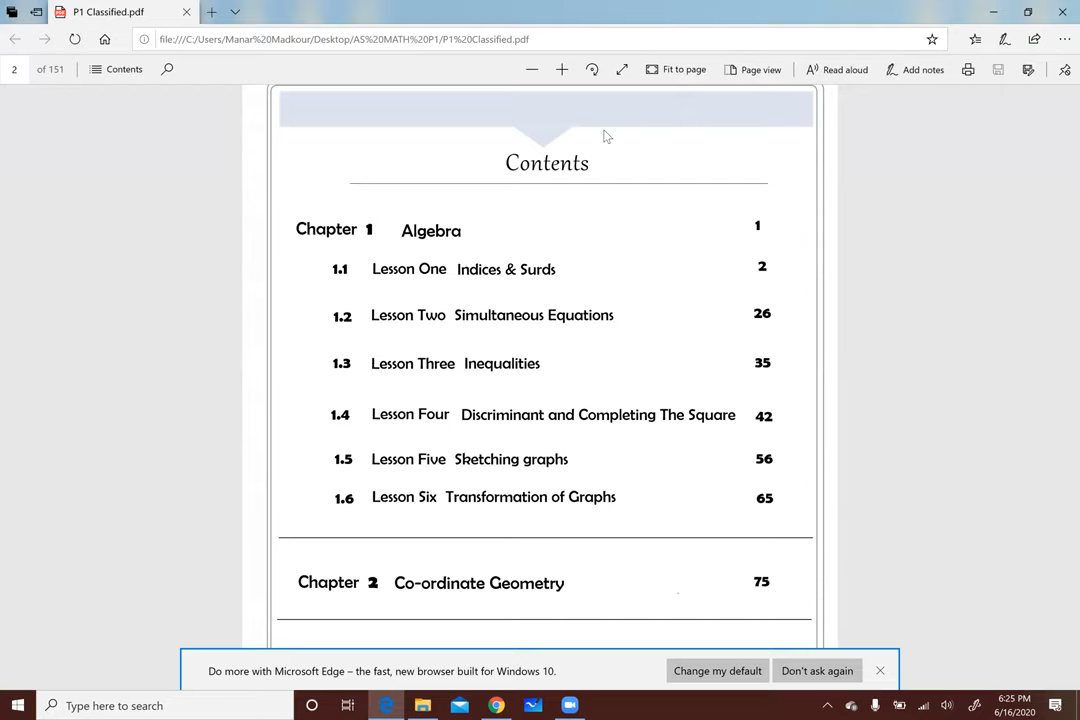 P1 Classified.pdf
file:///C:/Users/Manar%20Madkour/Desktop/AS%20MATH%20P1/P1%20Classified.pdf
2 of 151 Contents Fit to page Page view Read aloud Add notes
Contents
Chapter 1 Algebra 1
1.1 Lesson One Indices & Surds 2
1.2 Lesson Two Simultaneous Equations 26
1.3 Lesson Three Inequalities 35
1.4 Lesson Four Discriminant and Completing The Square 42
1.5 Lesson Five Sketching graphs 56
1.6 Lesson Six Transformation of Graphs 65
Chapter 2 Co-ordinate Geometry 75
Do more with Microsoft Edge – the fast, new browser built for Windows 10. Change my default Don't ask again
Type here to search
6:25 PM
6/16/2020